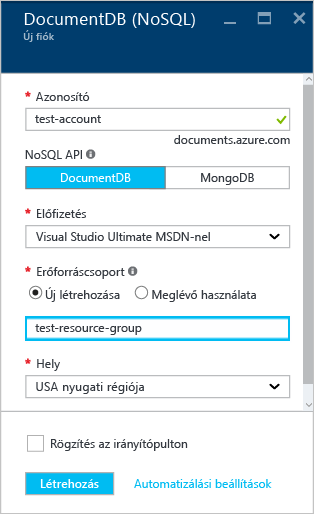 DocumentDB (NoSQL)
Új fiók
* Azonosító
test-account
documents.azure.com
NoSQL API
DocumentDB MongoDB
* Előfizetés
Visual Studio Ultimate MSDN-nel
* Erőforráscsoport
Új létrehozása Meglévő használata
test-resource-group
* Hely
USA nyugati régiója
Rögzítés az irányítópulton
Létrehozás Automatizálási beállítások